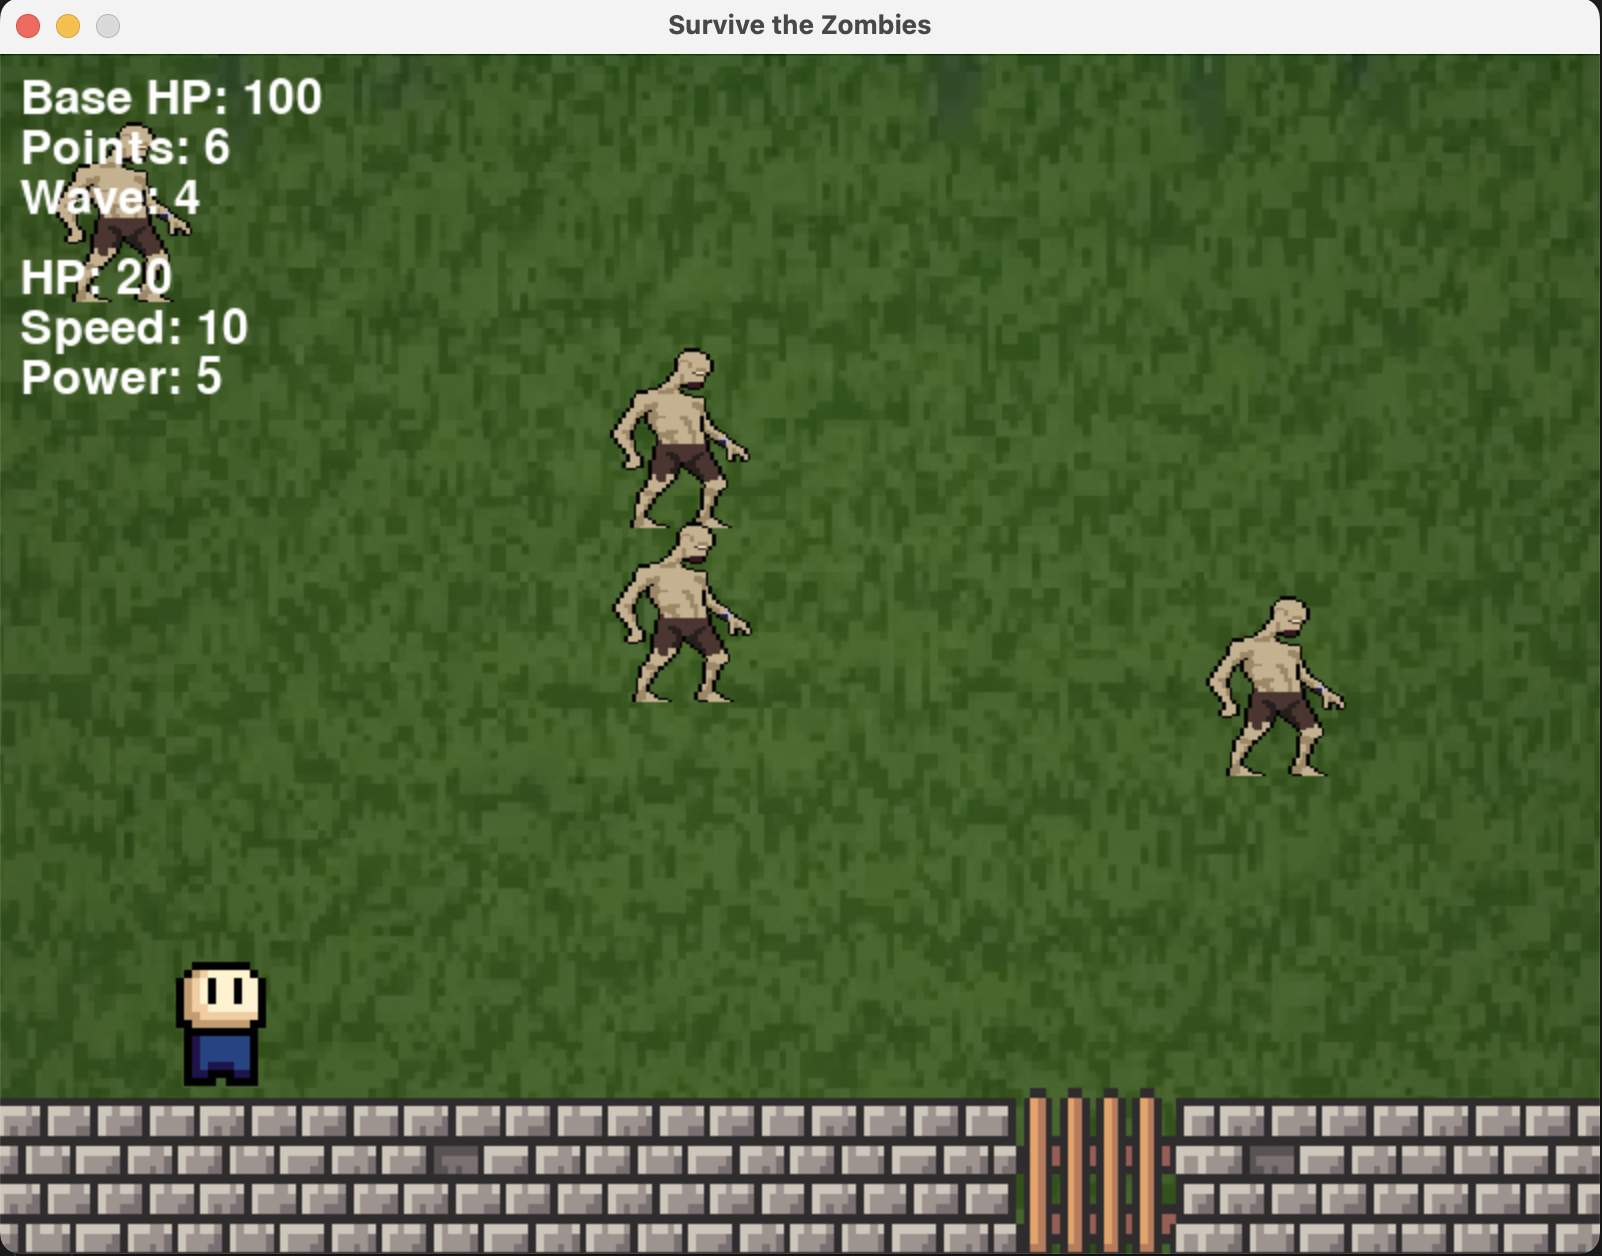 Survive the Zombies
Base HP: 100
Points: 6
Wave: 4
HP: 20
Speed: 10
Power: 5